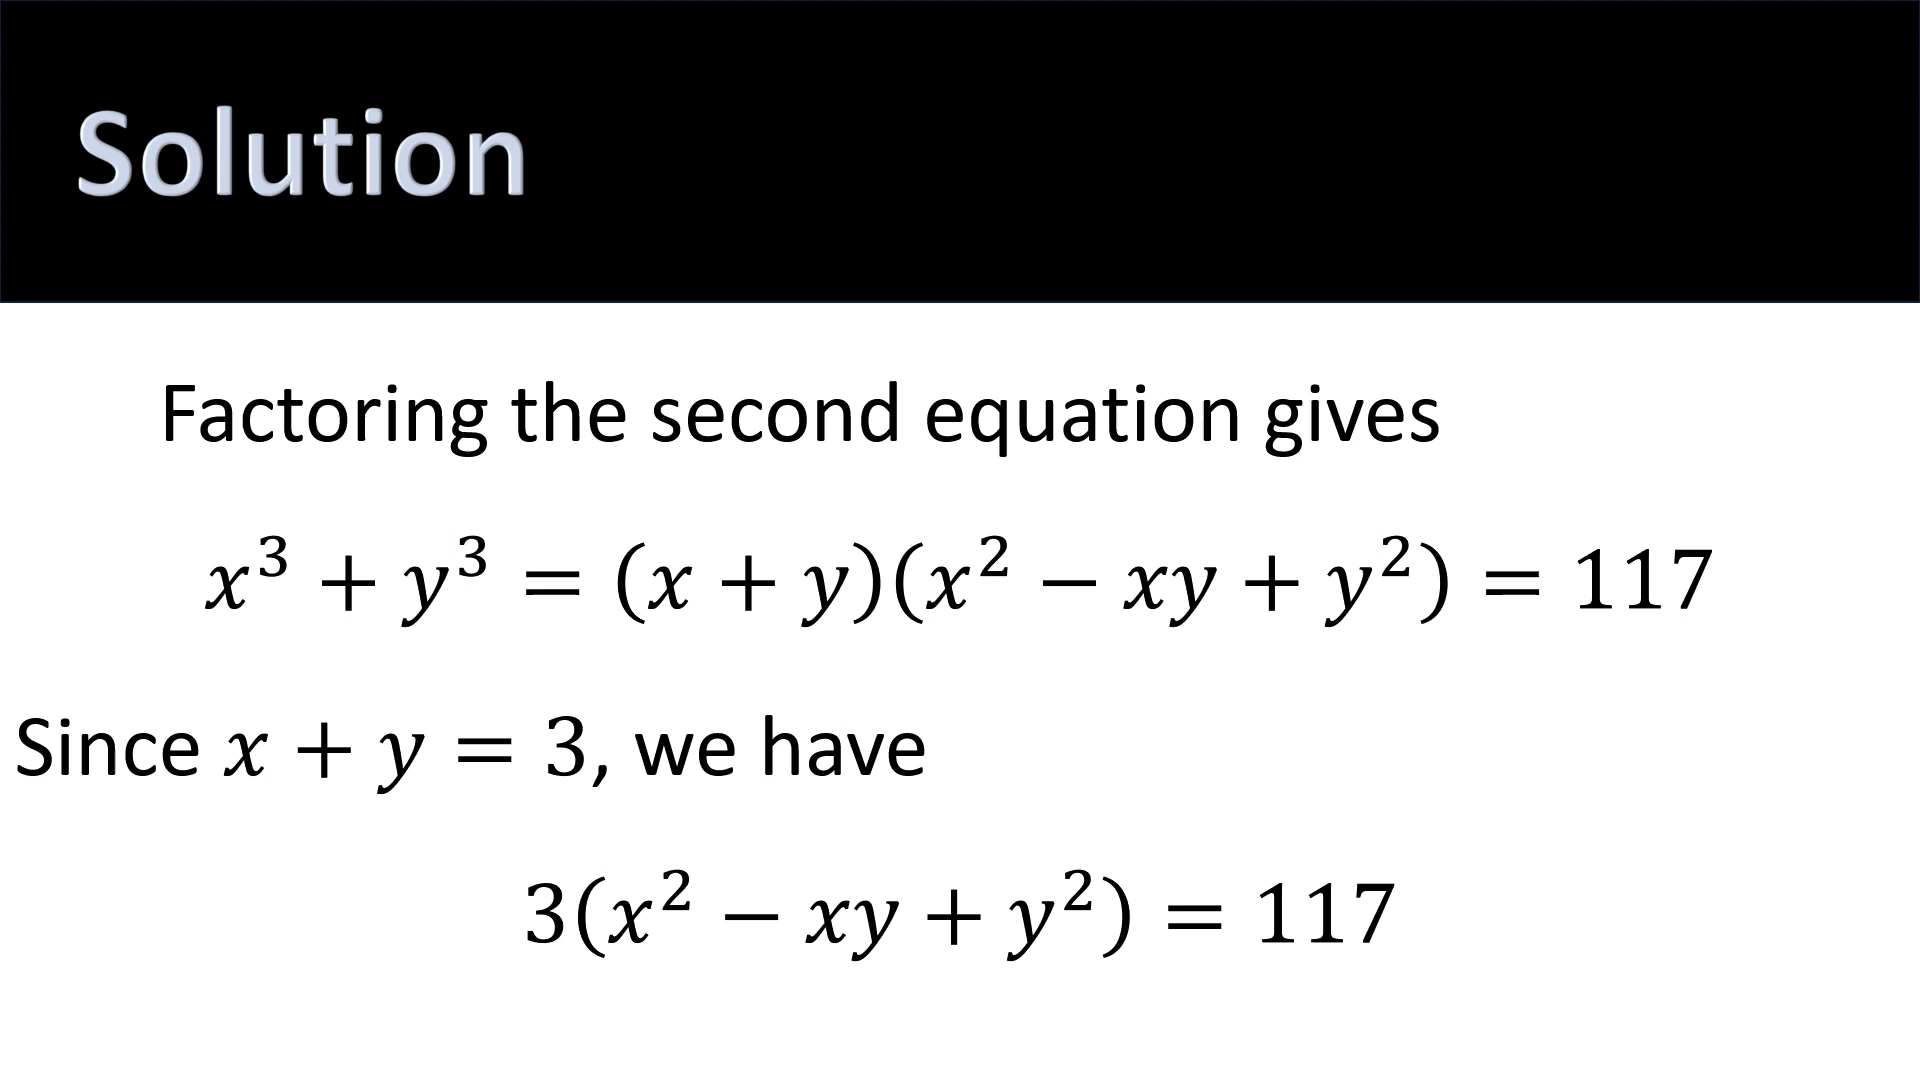 Solution
Factoring the second equation gives
x³ + y³ = (x + y)(x² − xy + y²) = 117
Since x + y = 3, we have
3(x² − xy + y²) = 117